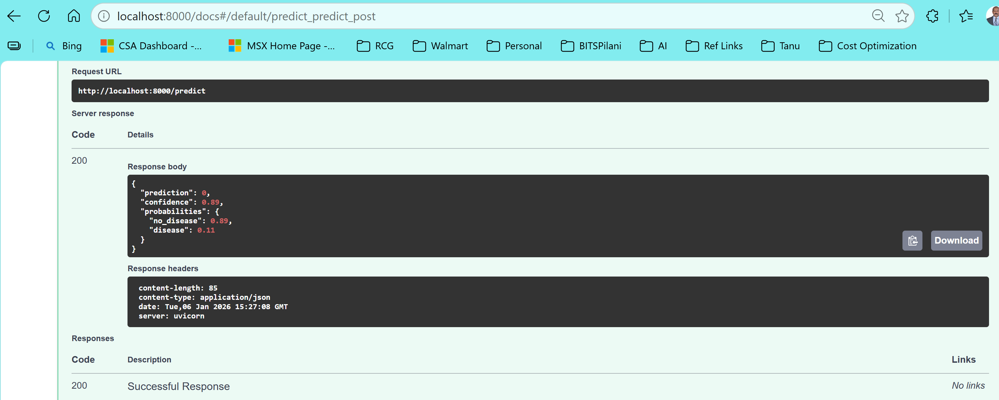 localhost:8000/docs#/default/predict_predict_post
Bing CSA Dashboard -... MSX Home Page -... RCG Walmart Personal BITSPilani AI Ref Links Tanu Cost Optimization
Request URL
http://localhost:8000/predict
Server response
Code Details
200
Response body
{
  "prediction": 0,
  "confidence": 0.89,
  "probabilities": {
    "no_disease": 0.89,
    "disease": 0.11
  }
}
Download
Response headers
content-length: 85
content-type: application/json
date: Tue,06 Jan 2026 15:27:08 GMT
server: uvicorn
Responses
Code Description Links
200 Successful Response No links